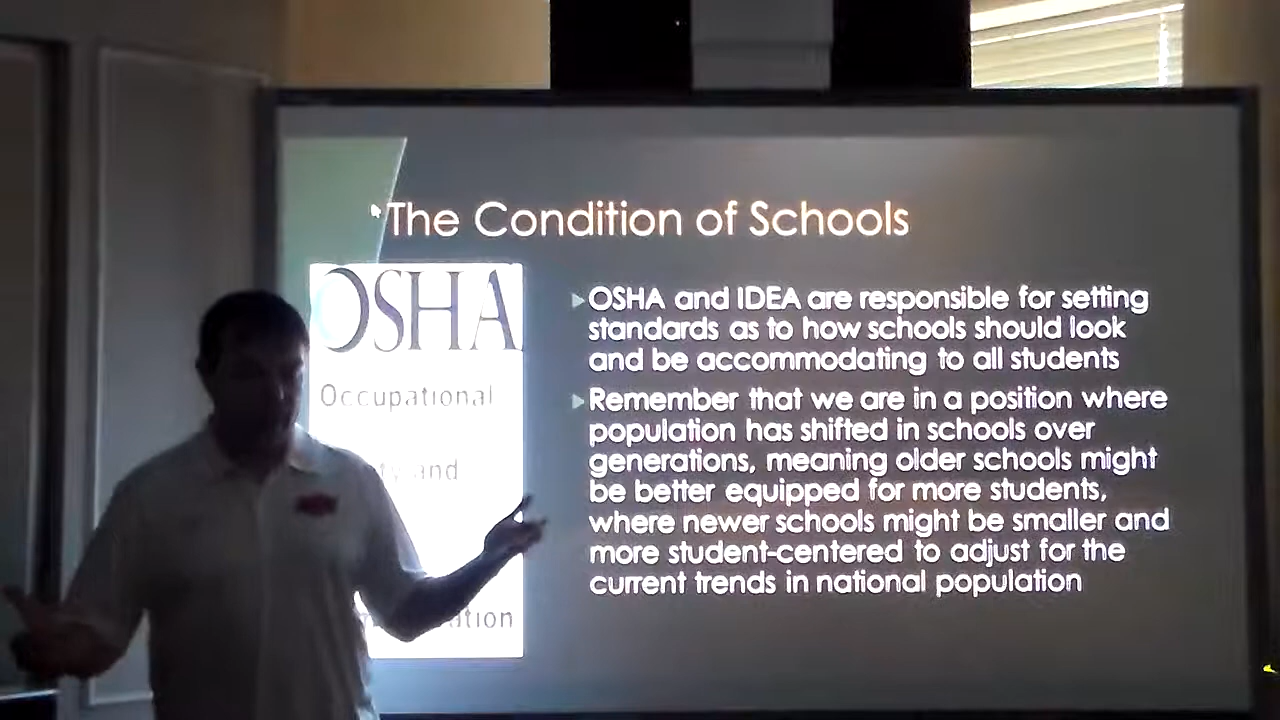 The Condition of Schools
OSHA
Occupational
and
OSHA and IDEA are responsible for setting
standards as to how schools should look
and be accommodating to all students
Remember that we are in a position where
population has shifted in schools over
generations, meaning older schools might
be better equipped for more students,
where newer schools might be smaller and
more student-centered to adjust for the
current trends in national population